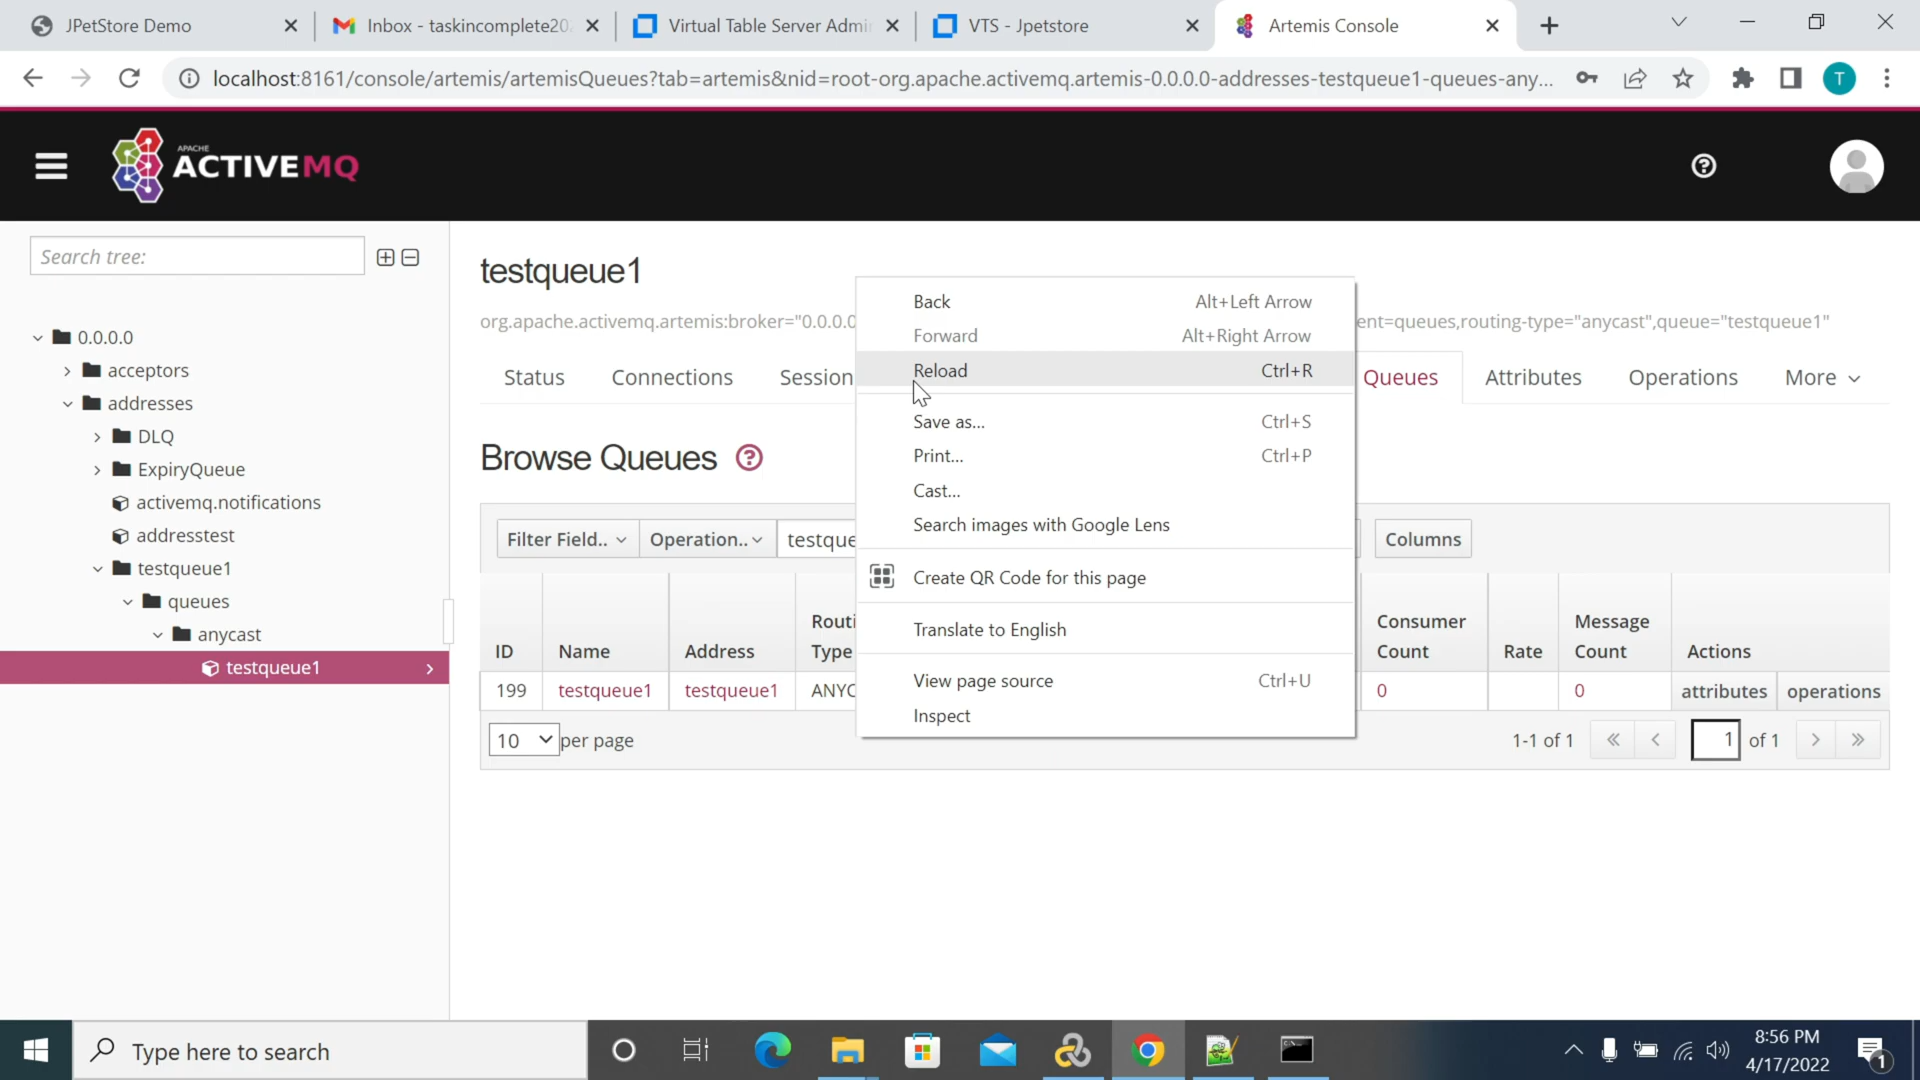 JPetStore Demo
Inbox - taskincomplete20
Virtual Table Server Admi
VTS - Jpetstore
Artemis Console
localhost:8161/console/artemis/artemisQueues?tab=artemis&nid=root-org.apache.activemq.artemis-0.0.0.0-addresses-testqueue1-queues-any...
T
APACHE
ACTIVEMQ
Search tree:
0.0.0.0
acceptors
addresses
DLQ
ExpiryQueue
activemq.notifications
addresstest
testqueue1
queues
anycast
testqueue1
testqueue1
org.apache.activemq.artemis:broker="0.0.0.0
ent=queues,routing-type="anycast",queue="testqueue1"
Status
Connections
Session
Queues
Attributes
Operations
More
Browse Queues
Filter Field..
Operation..
testque
Columns
ID
Name
Address
Routi
Type
Consumer
Count
Rate
Message
Count
Actions
199
testqueue1
testqueue1
ANYC
0
0
attributes
operations
10
per page
1-1 of 1
1
of 1
Back Alt+Left Arrow
Forward Alt+Right Arrow
Reload Ctrl+R
Save as... Ctrl+S
Print... Ctrl+P
Cast...
Search images with Google Lens
Create QR Code for this page
Translate to English
View page source Ctrl+U
Inspect
Type here to search
8:56 PM
4/17/2022
1